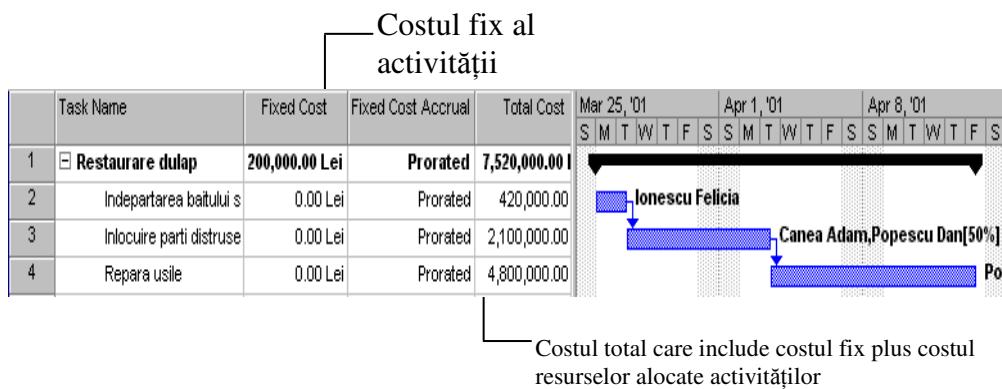 Costul fix al
activității
Task Name Fixed Cost Fixed Cost Accrual Total Cost Mar 25, '01 Apr 1, '01 Apr 8, '01
S M T W T F S S M T W T F S S M T W T F S
1 Restaurare dulap 200,000.00 Lei Prorated 7,520,000.00
2 Indepartarea baitului s 0.00 Lei Prorated 420,000.00 Ionescu Felicia
3 Inlocuire parti distruse 0.00 Lei Prorated 2,100,000.00 Canea Adam,Popescu Dan[50%]
4 Repara usile 0.00 Lei Prorated 4,800,000.00 Po
Costul total care include costul fix plus costul
resurselor alocate activităților